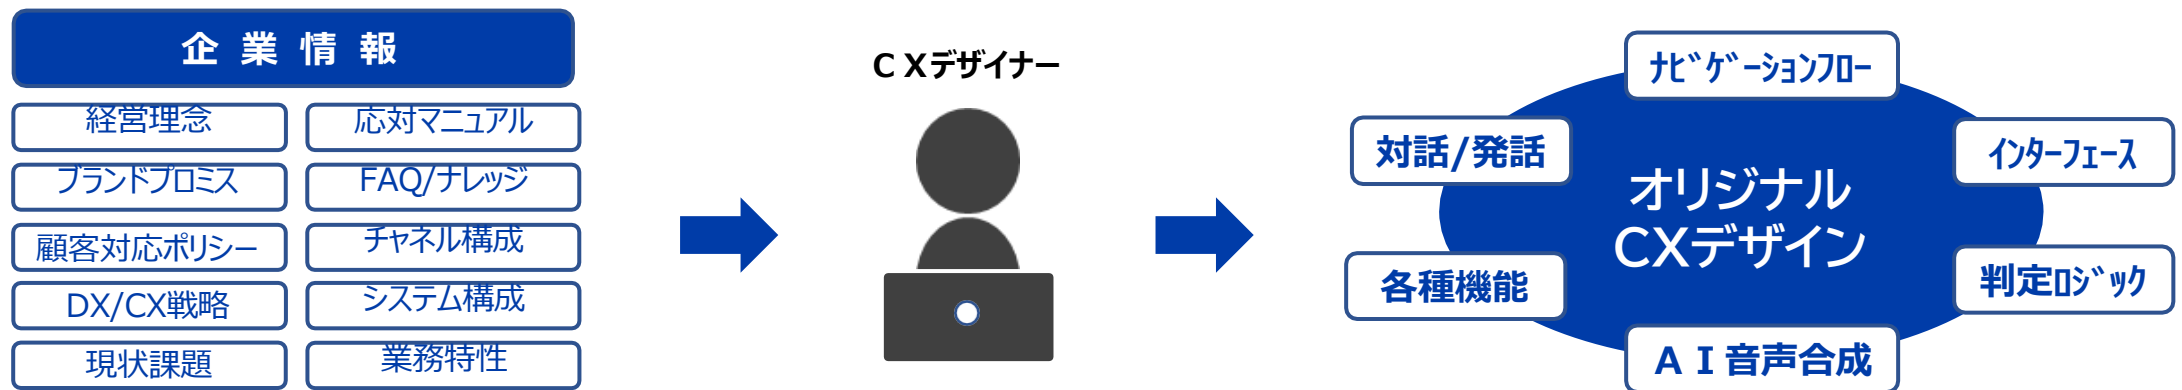 企業情報
経営理念
応対マニュアル
ブランドプロミス
FAQ/ナレッジ
顧客対応ポリシー
チャネル構成
DX/CX戦略
システム構成
現状課題
業務特性
CXデザイナー
ナビゲーションフロー
対話/発話
インターフェース
オリジナル
CXデザイン
各種機能
判定ロジック
AI音声合成